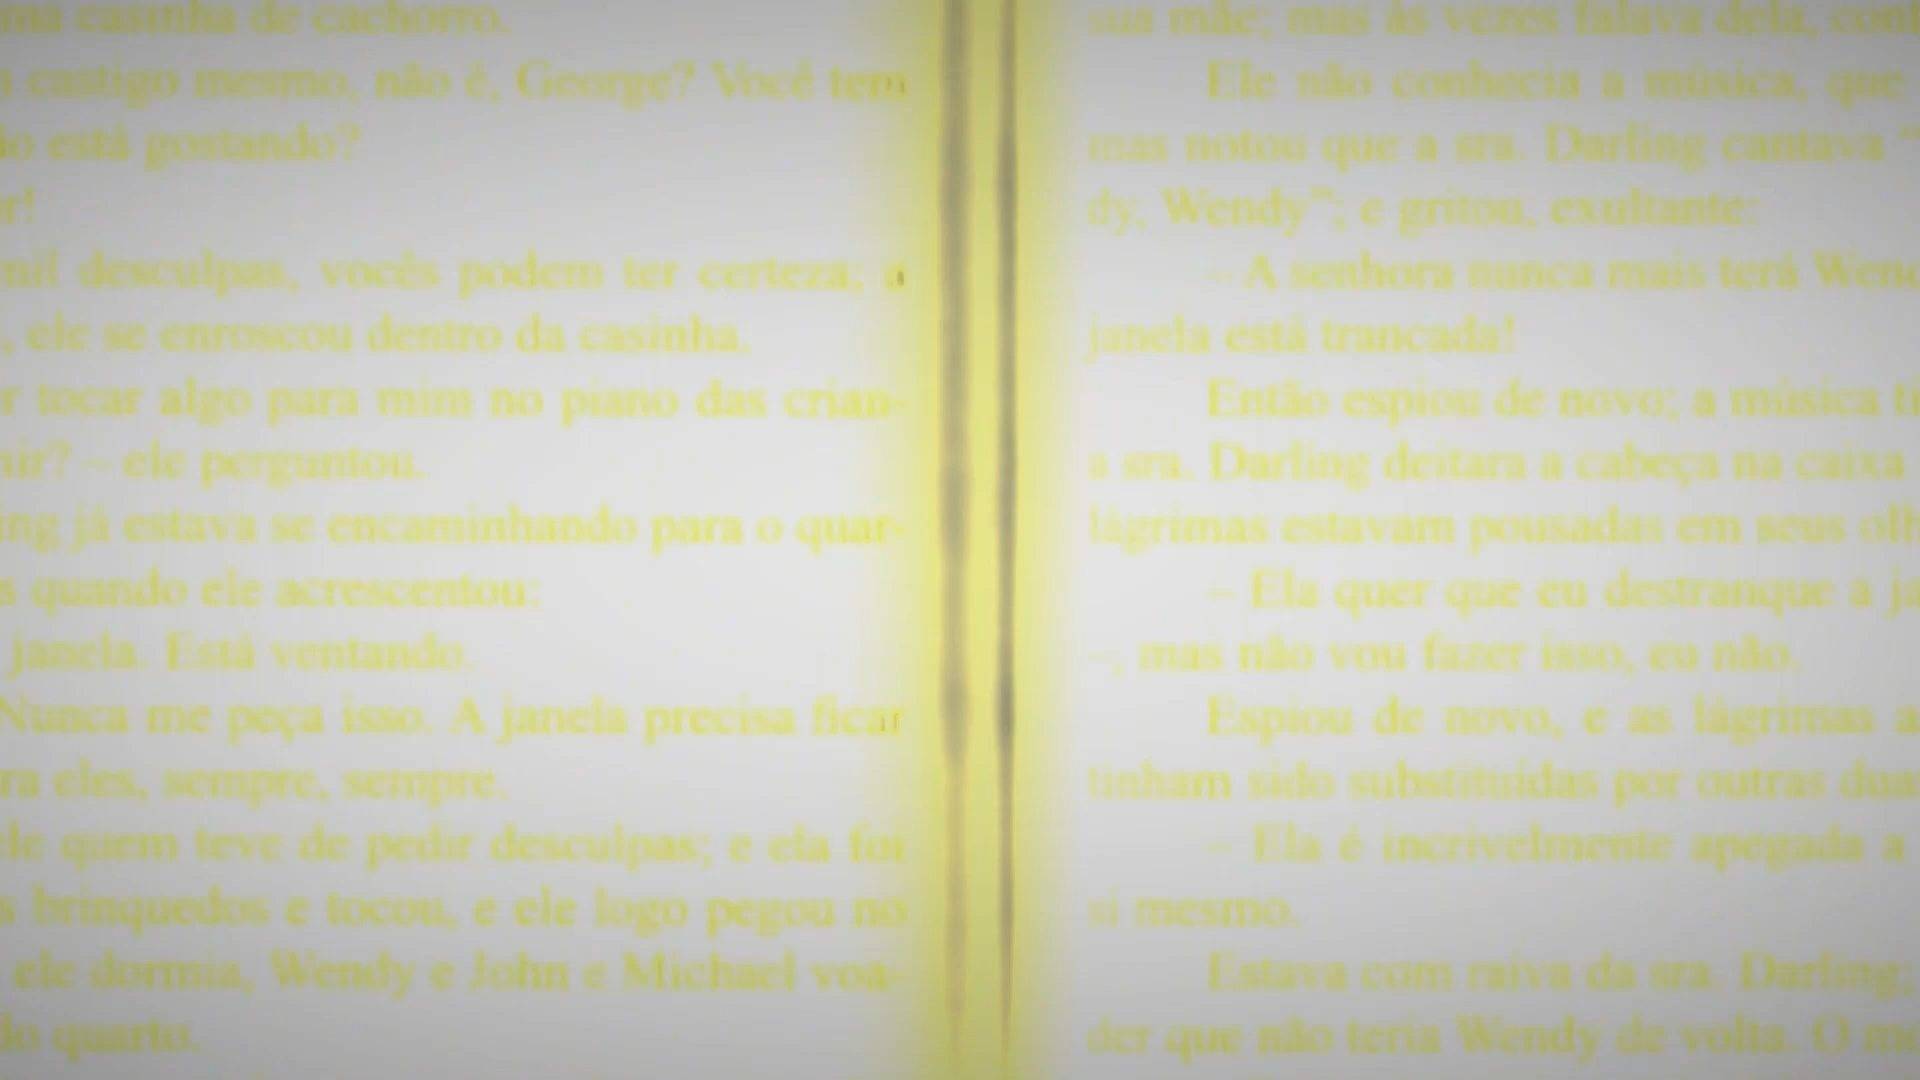 ma casinha de cachorro.
castigo mesmo, não é, George? Você tem
está gostando?
desculpas, vocês podem ter certeza; a
, ele se enroscou dentro da casinha.
r tocar algo para mim no piano das crian-
ir? – ele perguntou.
ing já estava se encaminhando para o quar-
s quando ele acrescentou:
janela. Está ventando.
Nunca me peça isso. A janela precisa ficar
ra eles, sempre, sempre.
ele quem teve de pedir desculpas; e ela foi
s brinquedos e tocou, e ele logo pegou no
ele dormia, Wendy e John e Michael voa-
do quarto.
sua mãe; mas às vezes falava dela, con
Ele não conhecia a música, que
mas notou que a sra. Darling cantava “
dy, Wendy”; e gritou, exultante:
– A senhora nunca mais terá Wend
janela está trancada!
Então espiou de novo; a música
a sra. Darling deitara a cabeça na caixa
lágrimas estavam pousadas em seus olh
– Ela quer que eu destranque a ja
–, mas não vou fazer isso, eu não.
Espiou de novo, e as lágrimas a
tinham sido substituídas por outras dua
– Ela é incrivelmente apegada a
si mesmo.
Estava com raiva da sra. Darling;
der que não teria Wendy de volta. O mo